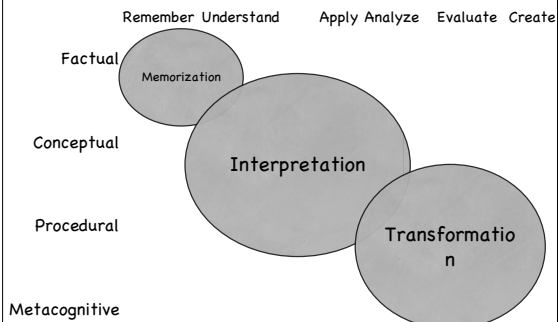 Remember Understand Apply Analyze Evaluate Create
Factual
Memorization
Conceptual
Interpretation
Procedural
Transformatio
n
Metacognitive